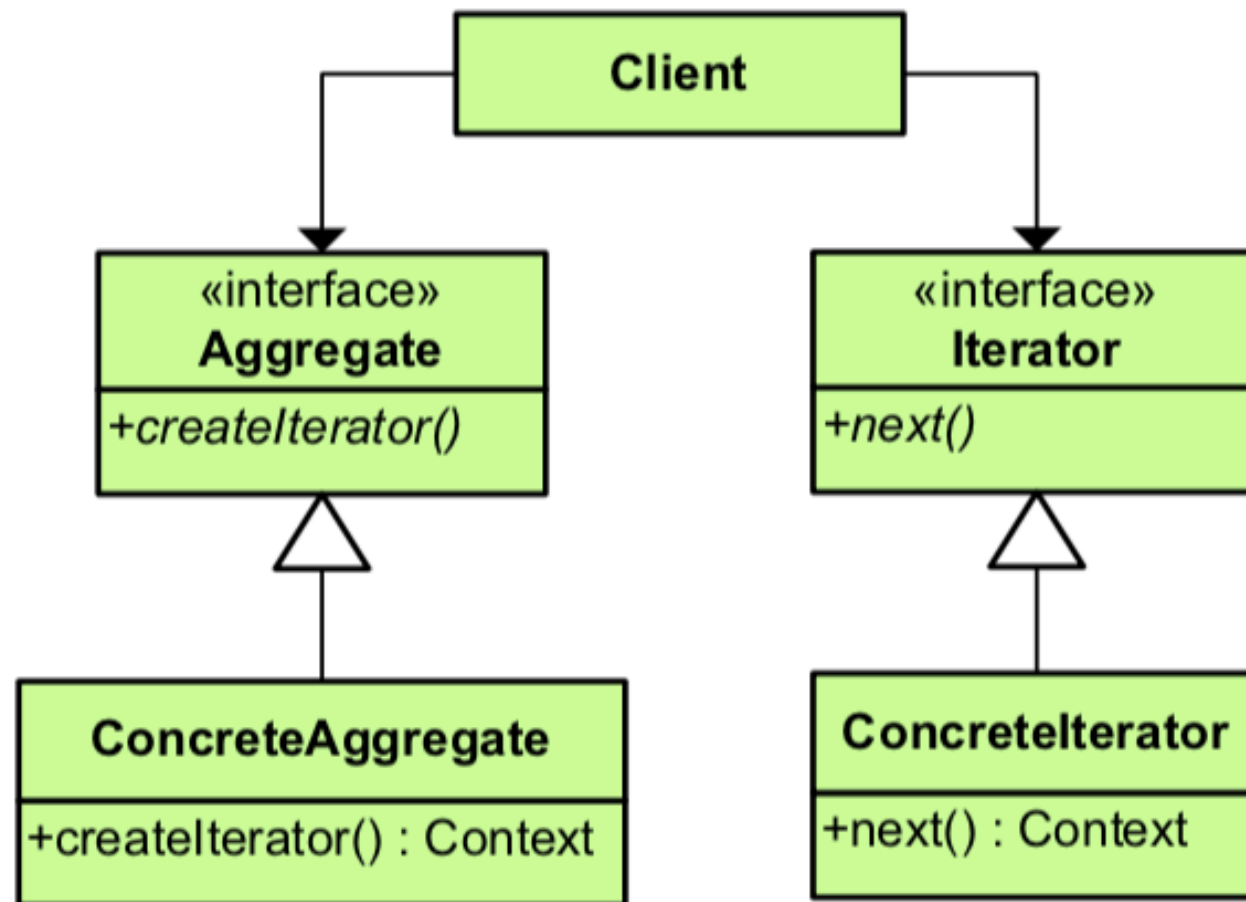 Client
«interface»
Aggregate
+createIterator()
«interface»
Iterator
+next()
ConcreteAggregate
+createIterator() : Context
ConcreteIterator
+next() : Context